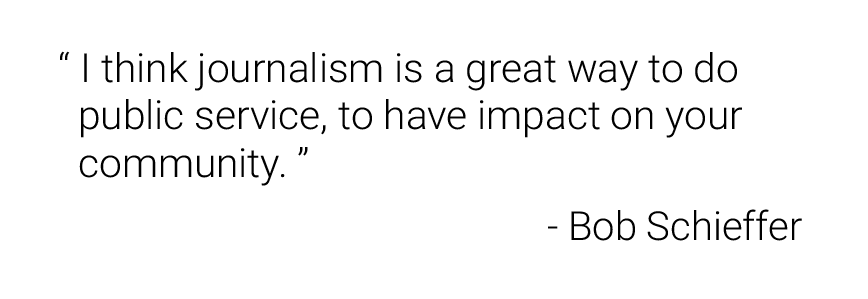 “ I think journalism is a great way to do
public service, to have impact on your
community. ”
- Bob Schieffer